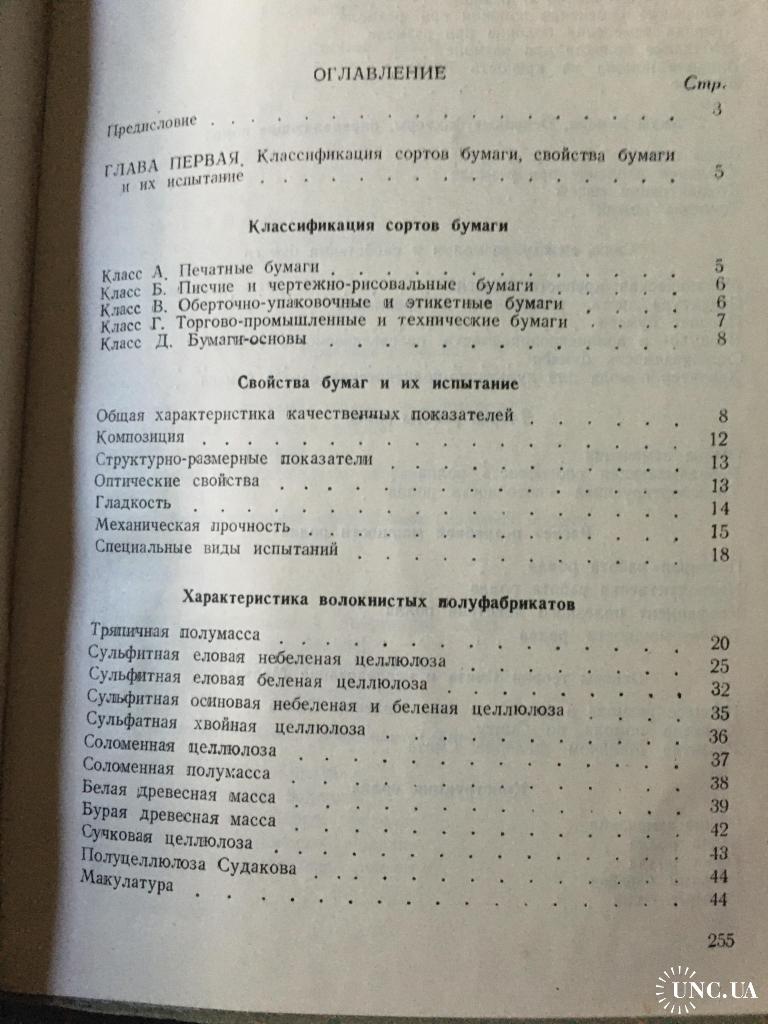 ОГЛАВЛЕНИЕ
Стр.
Предисловие . . . . . . . . . . . . . . . . 3
ГЛАВА ПЕРВАЯ. Классификация сортов бумаги, свойства бумаги
и их испытание . . . . . . . . . . . . . . 5
Классификация сортов бумаги
Класс А. Печатные бумаги . . . . . . . . . . . 5
Класс Б. Писчие и чертежно-рисовальные бумаги . . . . 6
Класс В. Оберточно-упаковочные и этикетные бумаги . . . 6
Класс Г. Торгово-промышленные и технические бумаги . . . 7
Класс Д. Бумаги-основы . . . . . . . . . . . . 8
Свойства бумаг и их испытание
Общая характеристика качественных показателей . . . . . 8
Композиция . . . . . . . . . . . . . . . . 12
Структурно-размерные показатели . . . . . . . . . 13
Оптические свойства . . . . . . . . . . . . . 13
Гладкость . . . . . . . . . . . . . . . . 14
Механическая прочность . . . . . . . . . . . . 15
Специальные виды испытаний . . . . . . . . . . 18
Характеристика волокнистых полуфабрикатов
Тряпичная полумасса . . . . . . . . . . . . . 20
Сульфитная еловая небеленая целлюлоза . . . . . . . 25
Сульфитная еловая беленая целлюлоза . . . . . . . . 32
Сульфитная осиновая небеленая и беленая целлюлоза . . . . 35
Сульфатная хвойная целлюлоза . . . . . . . . . . 36
Соломенная целлюлоза . . . . . . . . . . . . 37
Соломенная полумасса . . . . . . . . . . . . 38
Белая древесная масса . . . . . . . . . . . . 39
Бурая древесная масса . . . . . . . . . . . . 42
Сучковая целлюлоза . . . . . . . . . . . . . 43
Полуцеллюлоза Судакова . . . . . . . . . . . . 44
Макулатура . . . . . . . . . . . . . . . . 44
255
UNC.UA